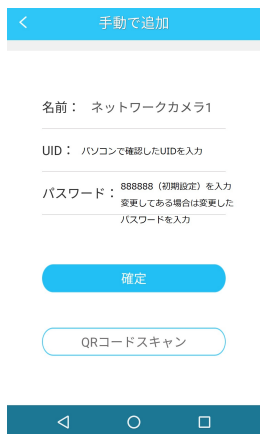 手動で追加
名前： ネットワークカメラ1
UID： パソコンで確認したUIDを入力
パスワード： 888888（初期設定）を入力
変更してある場合は変更した
パスワードを入力
確定
QRコードスキャン